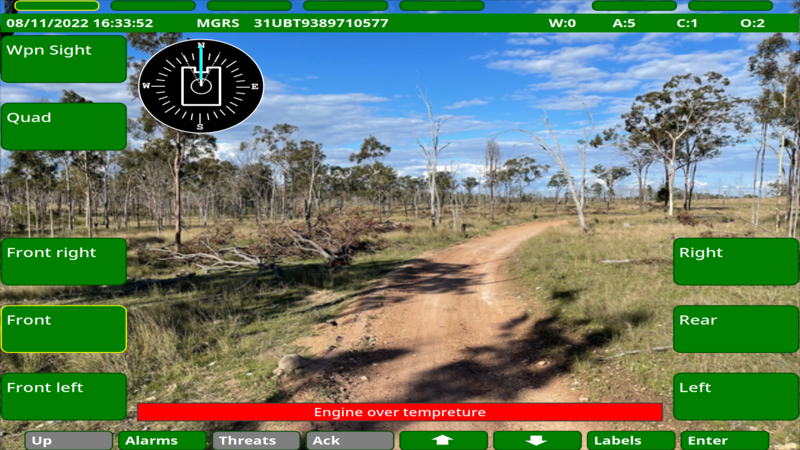 08/11/2022 16:33:52 MGRS 31UBT9389710577 W:0 A:5 C:1 O:2
Wpn Sight
Quad
N
W E
S
Front right
Right
Front
Rear
Front left
Left
Engine over tempreture
Up Alarms Threats Ack Labels Enter